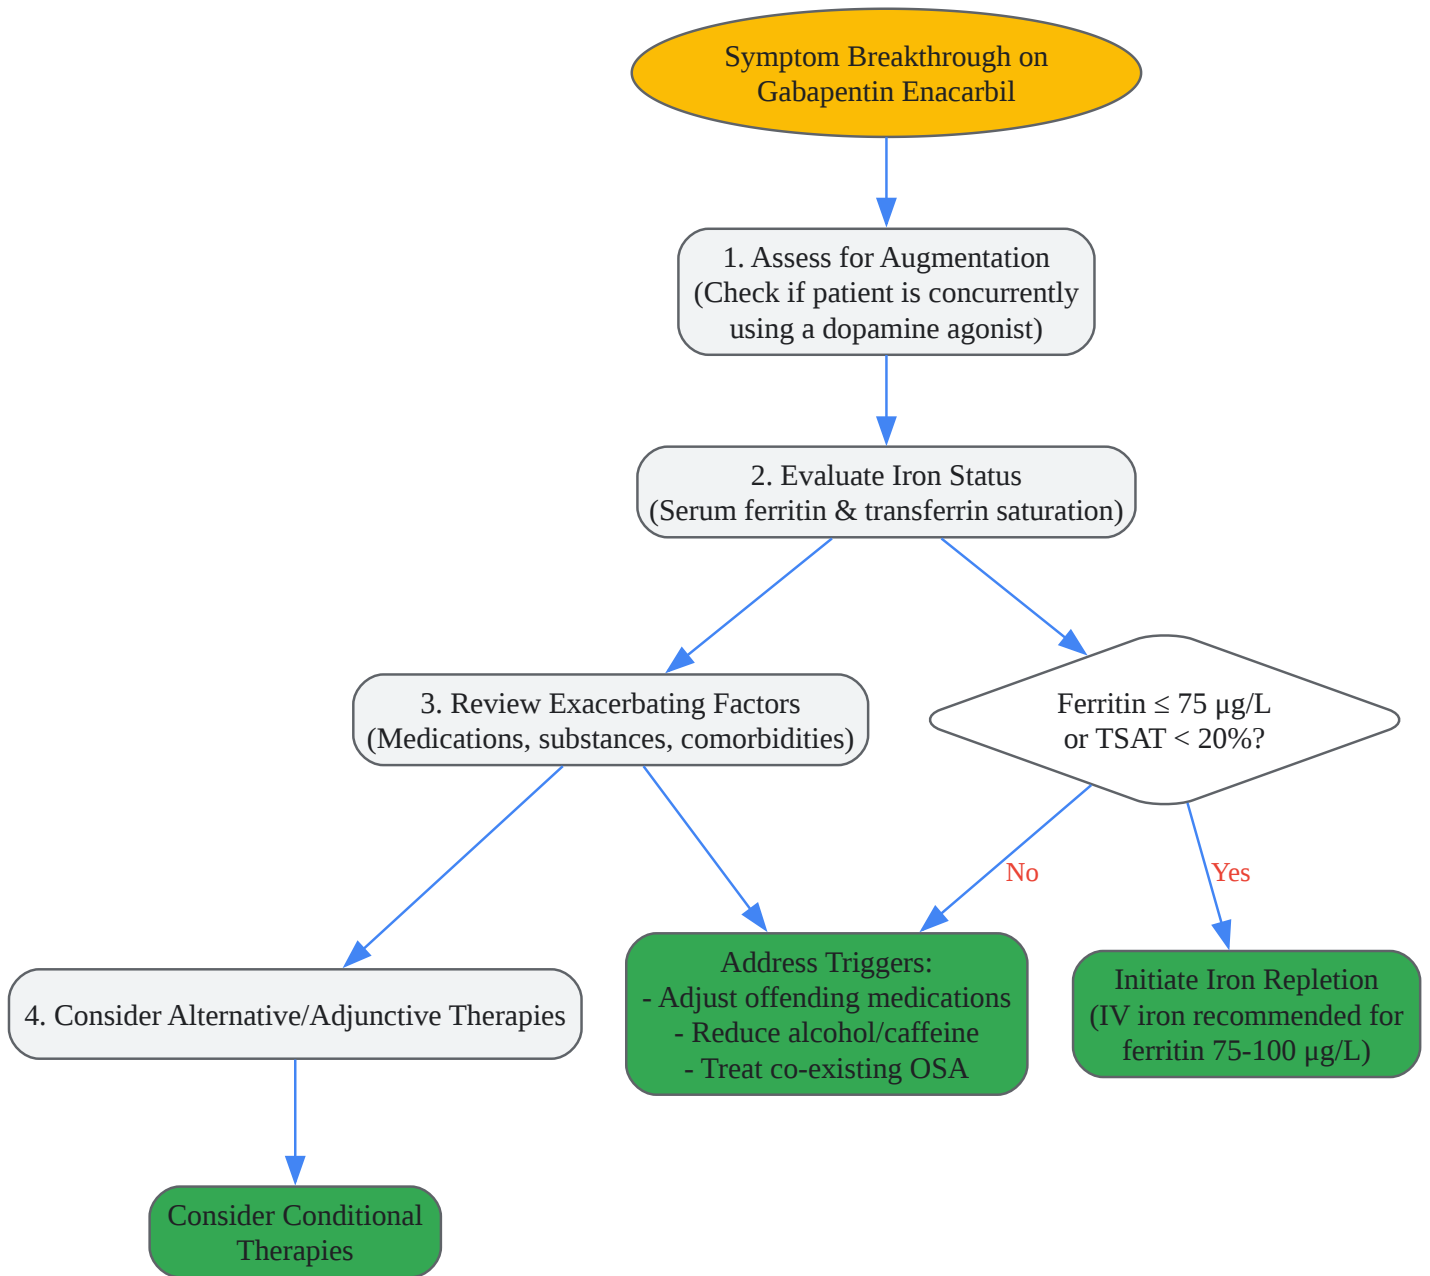 Symptom Breakthrough on
Gabapentin Enacarbil
1. Assess for Augmentation
(Check if patient is concurrently
using a dopamine agonist)
2. Evaluate Iron Status
(Serum ferritin & transferrin saturation)
3. Review Exacerbating Factors
(Medications, substances, comorbidities)
Ferritin ≤ 75 μg/L
or TSAT < 20%?
No
Yes
4. Consider Alternative/Adjunctive Therapies
Address Triggers:
- Adjust offending medications
- Reduce alcohol/caffeine
- Treat co-existing OSA
Initiate Iron Repletion
(IV iron recommended for
ferritin 75-100 μg/L)
Consider Conditional
Therapies